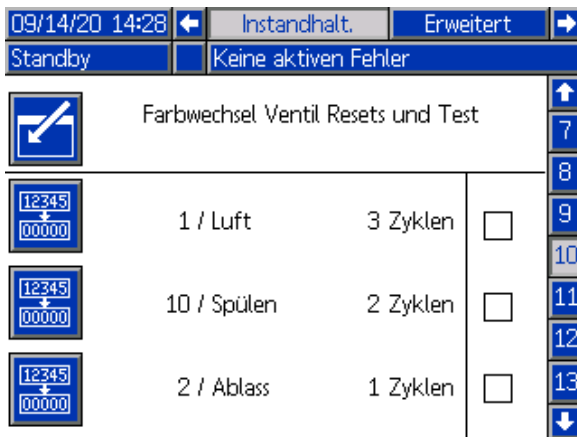 09/14/20 14:28 Instandhalt. Erweitert
Standby Keine aktiven Fehler
Farbwechsel Ventil Resets und Test
7
8
12345
00000
1 / Luft 3 Zyklen
9
10
12345
00000
10 / Spülen 2 Zyklen
11
12
12345
00000
2 / Ablass 1 Zyklen
13